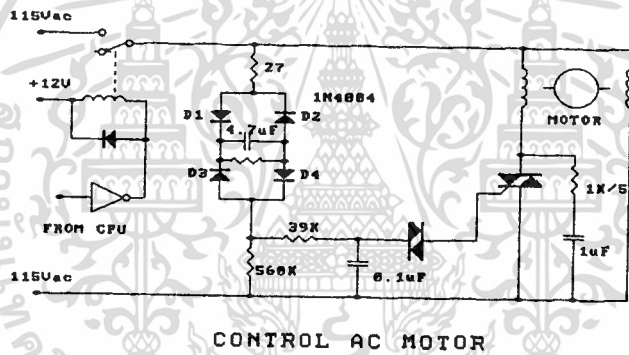 115Vac
+12V
27
1N4004
D1
D2
4.7uF
D3
D4
MOTOR
FROM CPU
39K
1K/5
560K
0.1uF
1uF
115Vac
CONTROL AC MOTOR